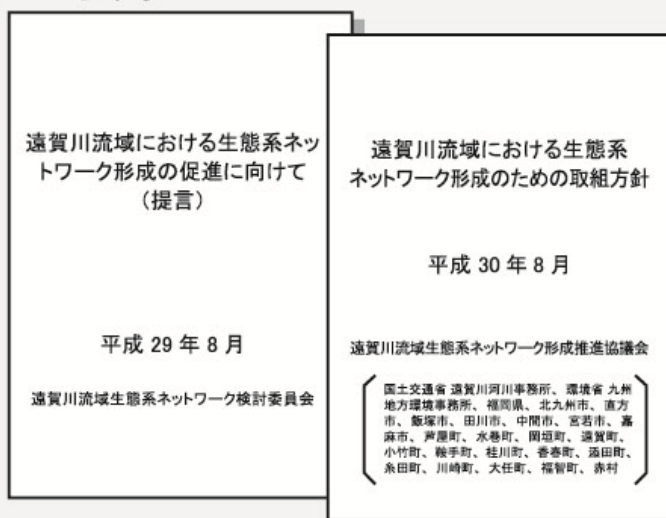 遠賀川流域における生態系ネッ
トワーク形成の促進に向けて
（提言）
平成 29 年 8 月
遠賀川流域生態系ネットワーク検討委員会
遠賀川流域における生態系
ネットワーク形成のための取組方針
平成 30 年 8 月
遠賀川流域生態系ネットワーク形成推進協議会
国土交通省 遠賀川河川事務所、環境省 九州
地方環境事務所、福岡県、北九州市、直方
市、飯塚市、田川市、中間市、宮若市、嘉
麻市、芦屋町、水巻町、岡垣町、遠賀町、
小竹町、鞍手町、桂川町、香春町、添田町、
糸田町、川崎町、大任町、福智町、赤村